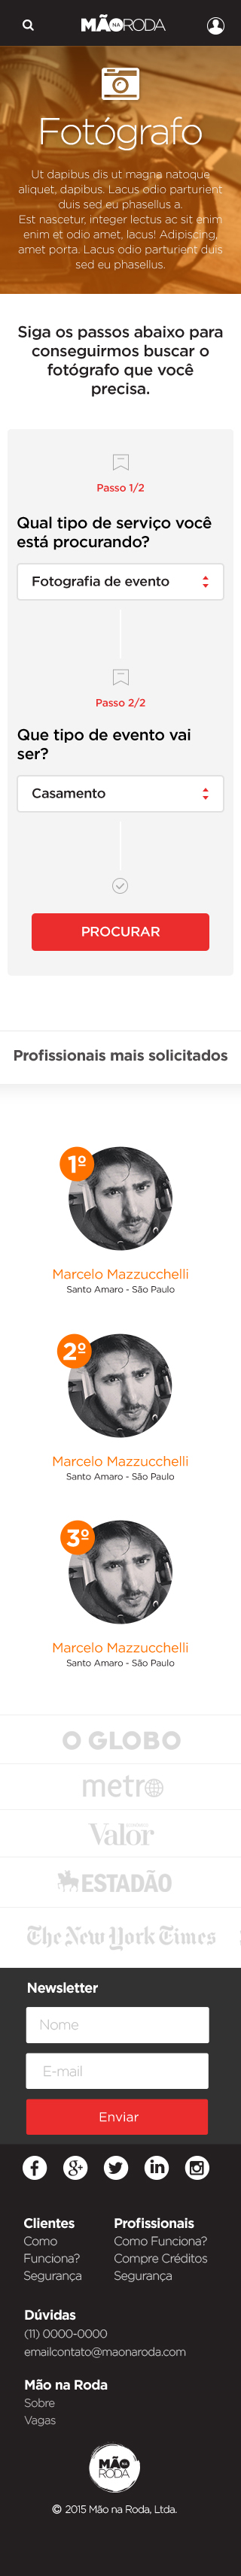 MÃO NA RODA
Fotógrafo
Ut dapibus dis ut magna natoque
aliquet, dapibus. Lacus odio parturient
duis sed eu phasellus a.
Est nascetur, integer lectus ac sit enim
enim et odio amet, lacus! Adipiscing,
amet porta. Lacus odio parturient duis
sed eu phasellus.
Siga os passos abaixo para
conseguirmos buscar o
fotógrafo que você
precisa.
Passo 1/2
Qual tipo de serviço você
está procurando?
Fotografia de evento
Passo 2/2
Que tipo de evento vai
ser?
Casamento
PROCURAR
Profissionais mais solicitados
1º
Marcelo Mazzucchelli
Santo Amaro - São Paulo
2º
Marcelo Mazzucchelli
Santo Amaro - São Paulo
3º
Marcelo Mazzucchelli
Santo Amaro - São Paulo
O GLOBO
metro
Valor
ESTADÃO
The New York Times
Newsletter
Nome
E-mail
Enviar
Clientes
Como
Funciona?
Segurança
Profissionais
Como Funciona?
Compre Créditos
Segurança
Dúvidas
(11) 0000-0000
emailcontato@maonaroda.com
Mão na Roda
Sobre
Vagas
MÃO NA RODA
© 2015 Mão na Roda, Ltda.